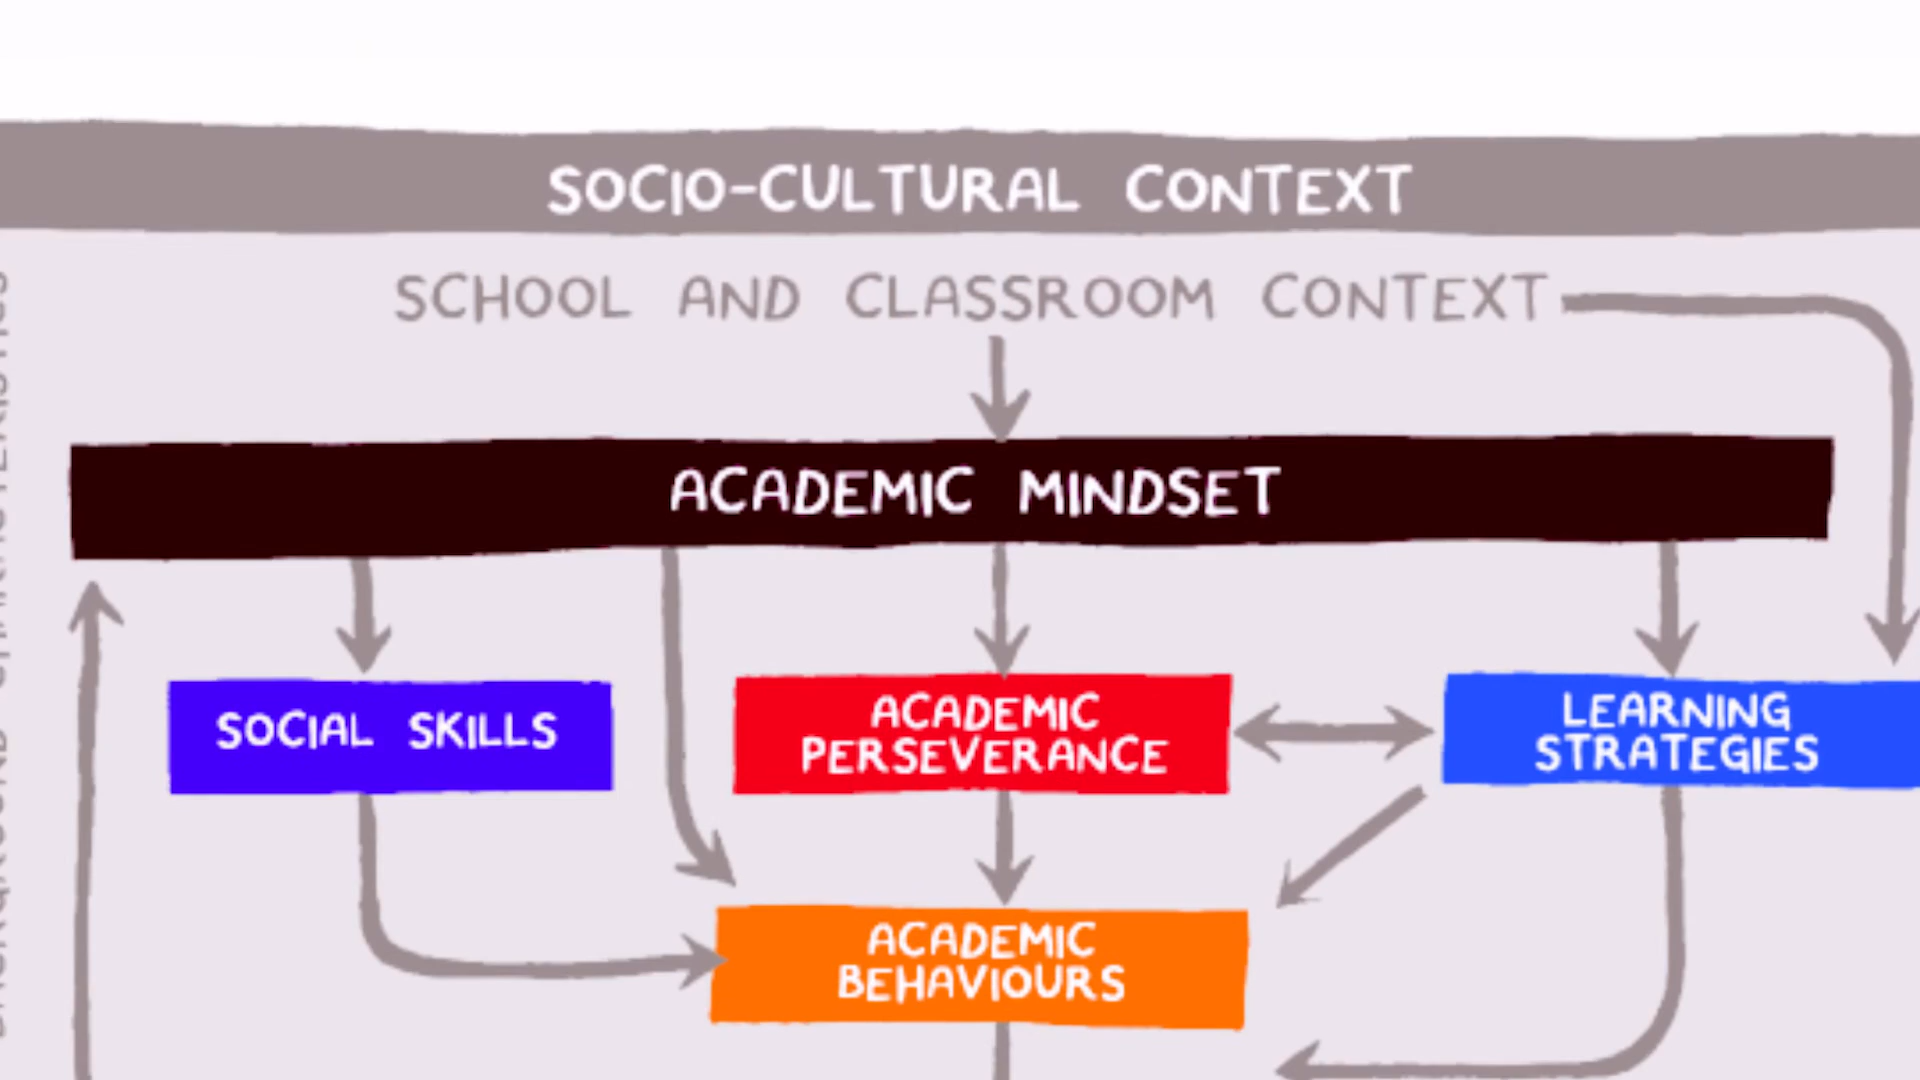 SOCIO-CULTURAL CONTEXT
SCHOOL AND CLASSROOM CONTEXT
ACADEMIC MINDSET
SOCIAL SKILLS
ACADEMIC
PERSEVERANCE
LEARNING
STRATEGIES
ACADEMIC
BEHAVIOURS